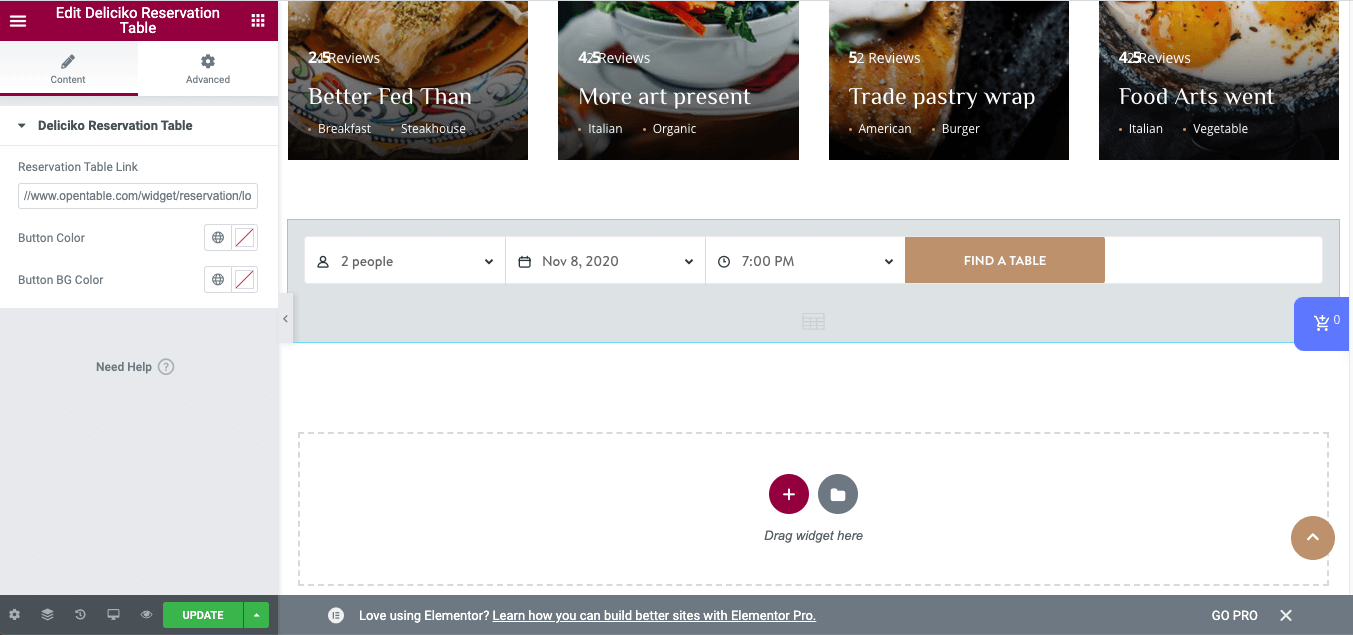 Edit Deliciko Reservation
Table
Content
Advanced
Deliciko Reservation Table
Reservation Table Link
//www.opentable.com/widget/reservation/lo
Button Color
Button BG Color
Need Help ?
UPDATE
2.5 Reviews
Better Fed Than
Breakfast Steakhouse
4.5 2 Reviews
More art present
Italian Organic
5 2 Reviews
Trade pastry wrap
American Burger
4.5 2 Reviews
Food Arts went
Italian Vegetable
2 people
Nov 8, 2020
7:00 PM
FIND A TABLE
0
Drag widget here
Love using Elementor? Learn how you can build better sites with Elementor Pro.
GO PRO